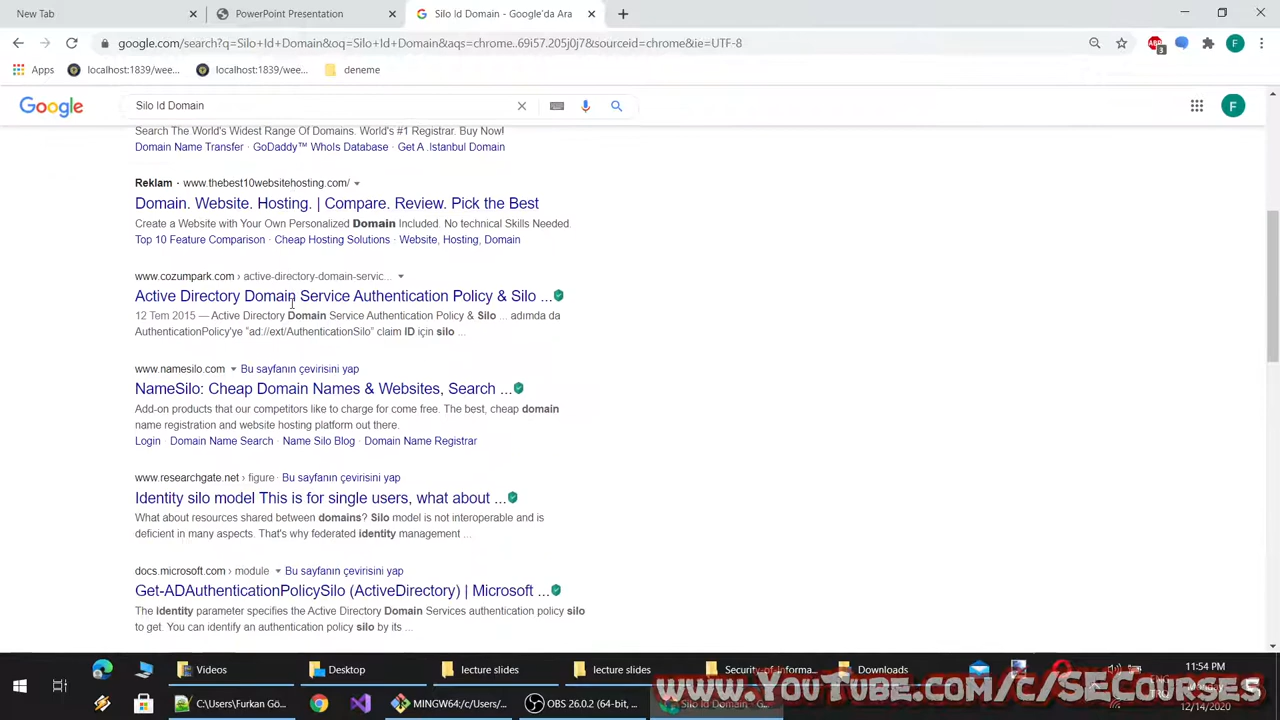 New Tab
PowerPoint Presentation
Silo Id Domain - Google'da Ara
google.com/search?q=Silo+Id+Domain&oq=Silo+Id+Domain&aqs=chrome..69i57.205j0j7&sourceid=chrome&ie=UTF-8
ABP
3
F
Apps
localhost:1839/wee...
localhost:1839/wee...
deneme
Google
Silo Id Domain
F
Search The World's Widest Range Of Domains. World's #1 Registrar. Buy Now!
Domain Name Transfer · GoDaddy™ WhoIs Database · Get A .Istanbul Domain
Reklam · www.thebest10websitehosting.com/
Domain. Website. Hosting. | Compare. Review. Pick the Best
Create a Website with Your Own Personalized Domain Included. No technical Skills Needed.
Top 10 Feature Comparison · Cheap Hosting Solutions · Website, Hosting, Domain
www.cozumpark.com › active-directory-domain-servic...
Active Directory Domain Service Authentication Policy & Silo ...
12 Tem 2015 — Active Directory Domain Service Authentication Policy & Silo ... adımda da
AuthenticationPolicy'ye "ad://ext/AuthenticationSilo" claim ID için silo ...
www.namesilo.com Bu sayfanın çevirisini yap
NameSilo: Cheap Domain Names & Websites, Search ...
Add-on products that our competitors like to charge for come free. The best, cheap domain
name registration and website hosting platform out there.
Login · Domain Name Search · Name Silo Blog · Domain Name Registrar
www.researchgate.net › figure · Bu sayfanın çevirisini yap
Identity silo model This is for single users, what about ...
What about resources shared between domains? Silo model is not interoperable and is
deficient in many aspects. That's why federated identity management ...
docs.microsoft.com › module Bu sayfanın çevirisini yap
Get-ADAuthenticationPolicySilo (ActiveDirectory) | Microsoft ...
The Identity parameter specifies the Active Directory Domain Services authentication policy silo
to get. You can identify an authentication policy silo by its ...
Videos
Desktop
lecture slides
lecture slides
Security-of-Informa...
Downloads
11:54 PM
Monday
12/14/2020
ENG
C:\Users\Furkan Gö...
MINGW64:/c/Users/...
OBS 26.0.2 (64-bit, ...
Silo Id Domain - G...
www.YouTube.com/c/SECourses